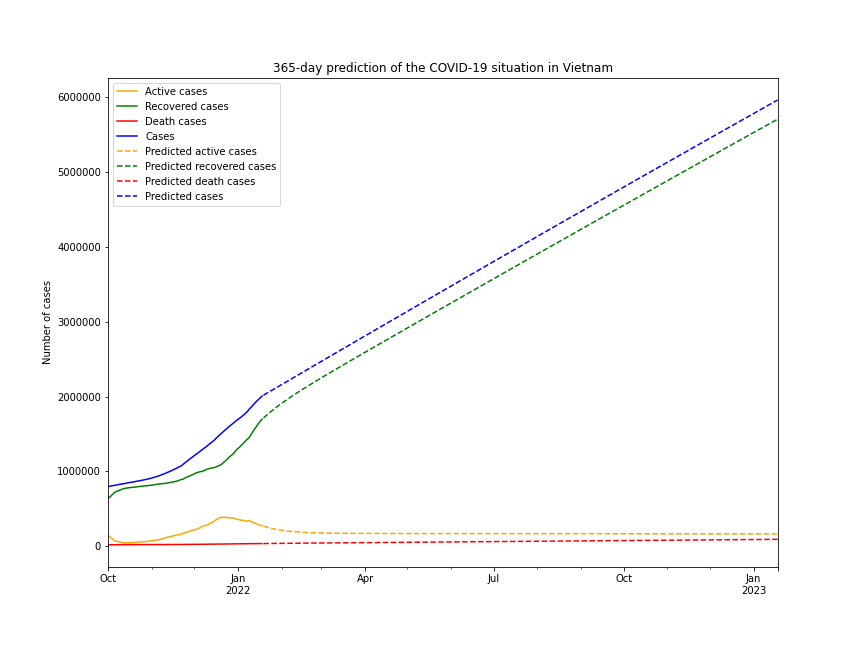 365-day prediction of the COVID-19 situation in Vietnam
6000000
5000000
4000000
3000000
2000000
1000000
0
Number of cases
Active cases
Recovered cases
Death cases
Cases
Predicted active cases
Predicted recovered cases
Predicted death cases
Predicted cases
Oct
Jan
2022
Apr
Jul
Oct
Jan
2023